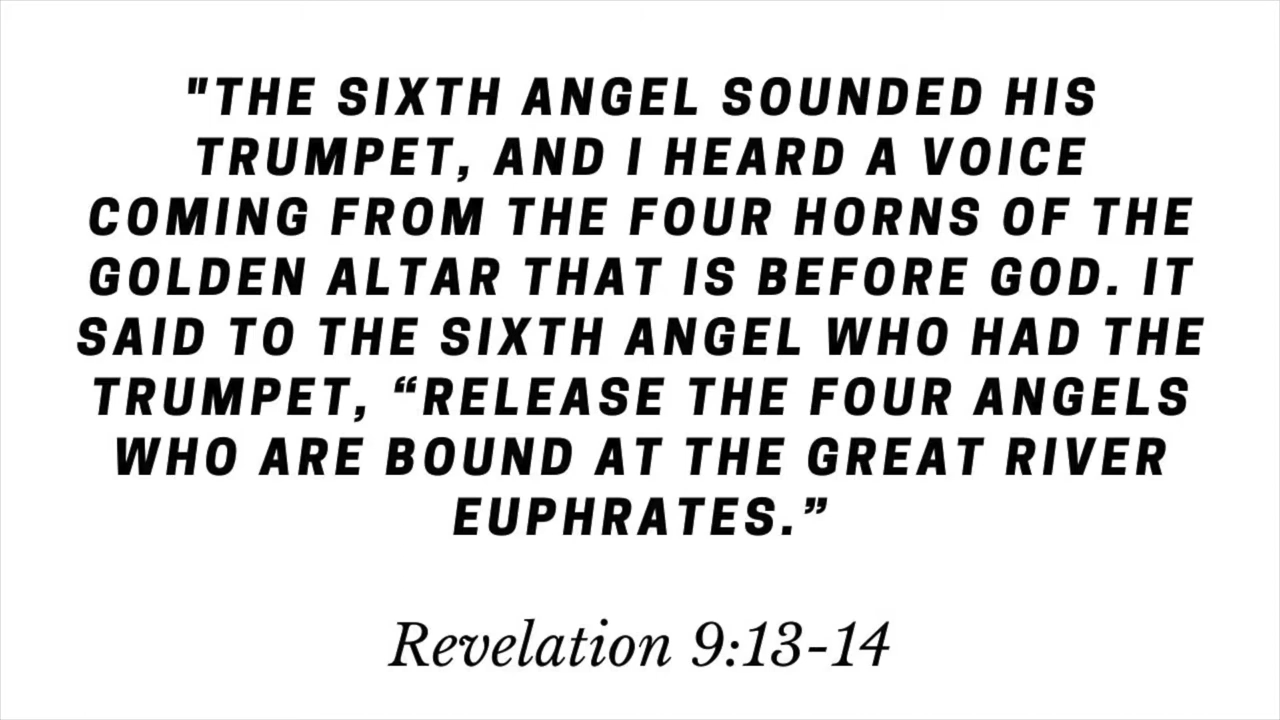 "THE SIXTH ANGEL SOUNDED HIS
TRUMPET, AND I HEARD A VOICE
COMING FROM THE FOUR HORNS OF THE
GOLDEN ALTAR THAT IS BEFORE GOD. IT
SAID TO THE SIXTH ANGEL WHO HAD THE
TRUMPET, “RELEASE THE FOUR ANGELS
WHO ARE BOUND AT THE GREAT RIVER
EUPHRATES.”
Revelation 9:13-14